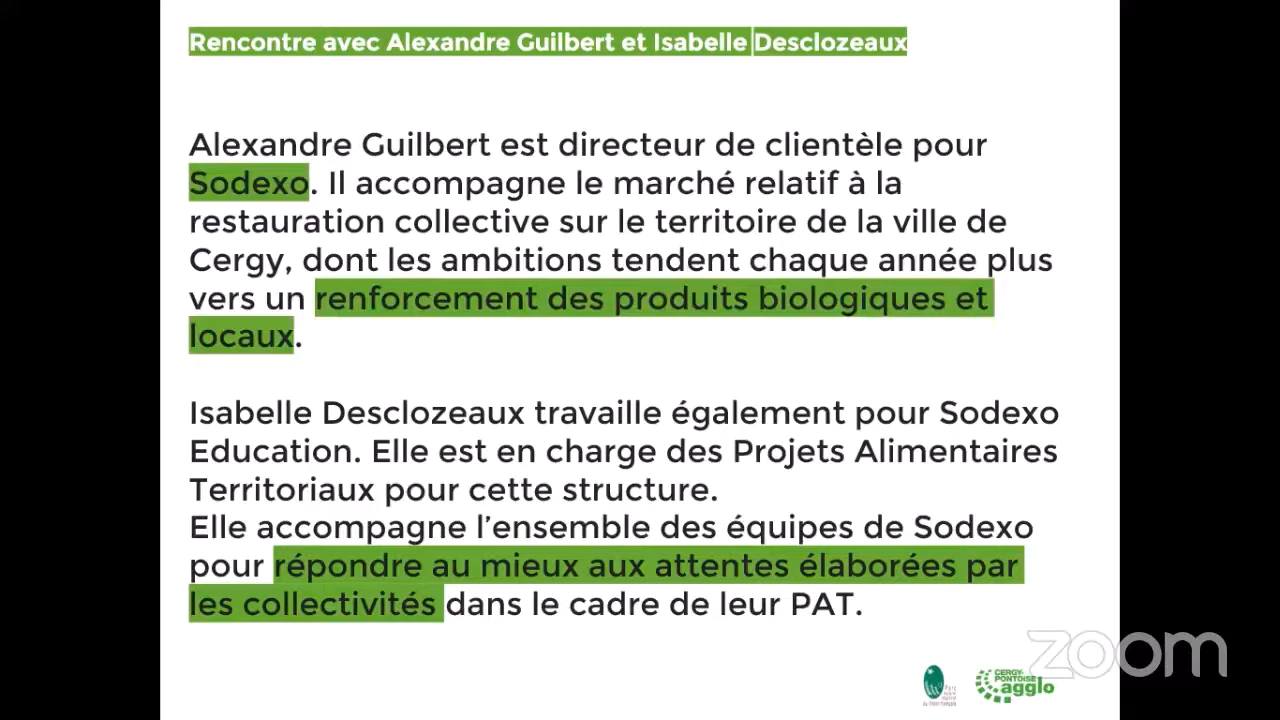 Rencontre avec Alexandre Guilbert et Isabelle Desclozeaux
Alexandre Guilbert est directeur de clientèle pour
Sodexo. Il accompagne le marché relatif à la
restauration collective sur le territoire de la ville de
Cergy, dont les ambitions tendent chaque année plus
vers un renforcement des produits biologiques et
locaux.
Isabelle Desclozeaux travaille également pour Sodexo
Education. Elle est en charge des Projets Alimentaires
Territoriaux pour cette structure.
Elle accompagne l’ensemble des équipes de Sodexo
pour répondre au mieux aux attentes élaborées par
les collectivités dans le cadre de leur PAT.
zoom
Parc
CERGY-
PONTOISE
agglo